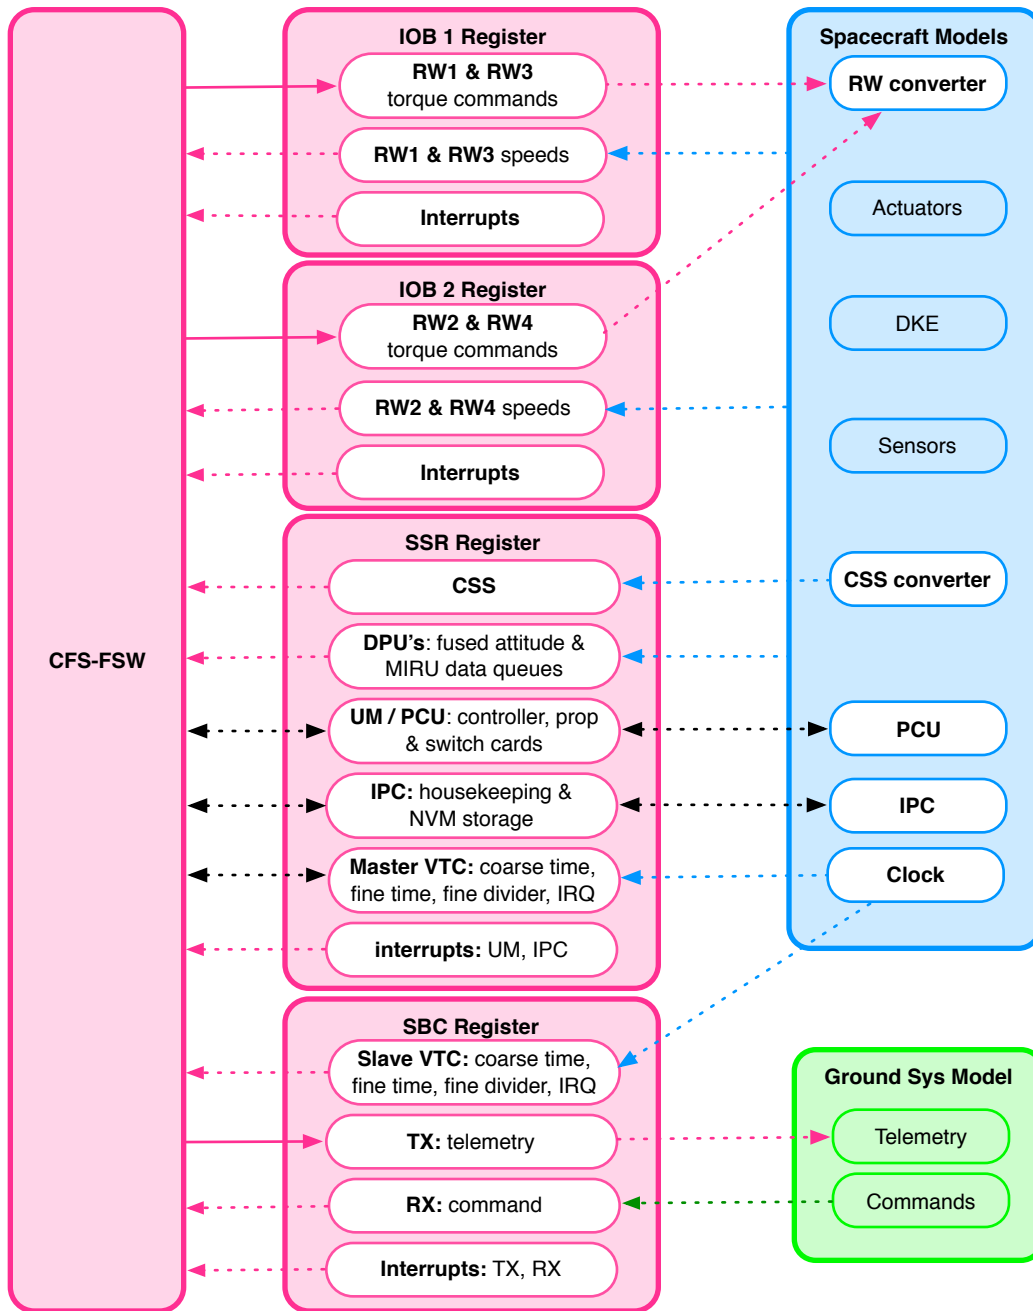 CFS-FSW
IOB 1 Register
RW1 & RW3
torque commands
RW1 & RW3 speeds
Interrupts
IOB 2 Register
RW2 & RW4
torque commands
RW2 & RW4 speeds
Interrupts
SSR Register
CSS
DPU's: fused attitude &
MIRU data queues
UM / PCU: controller, prop
& switch cards
IPC: housekeeping &
NVM storage
Master VTC: coarse time,
fine time, fine divider, IRQ
interrupts: UM, IPC
SBC Register
Slave VTC: coarse time,
fine time, fine divider, IRQ
TX: telemetry
RX: command
Interrupts: TX, RX
Spacecraft Models
RW converter
Actuators
DKE
Sensors
CSS converter
PCU
IPC
Clock
Ground Sys Model
Telemetry
Commands